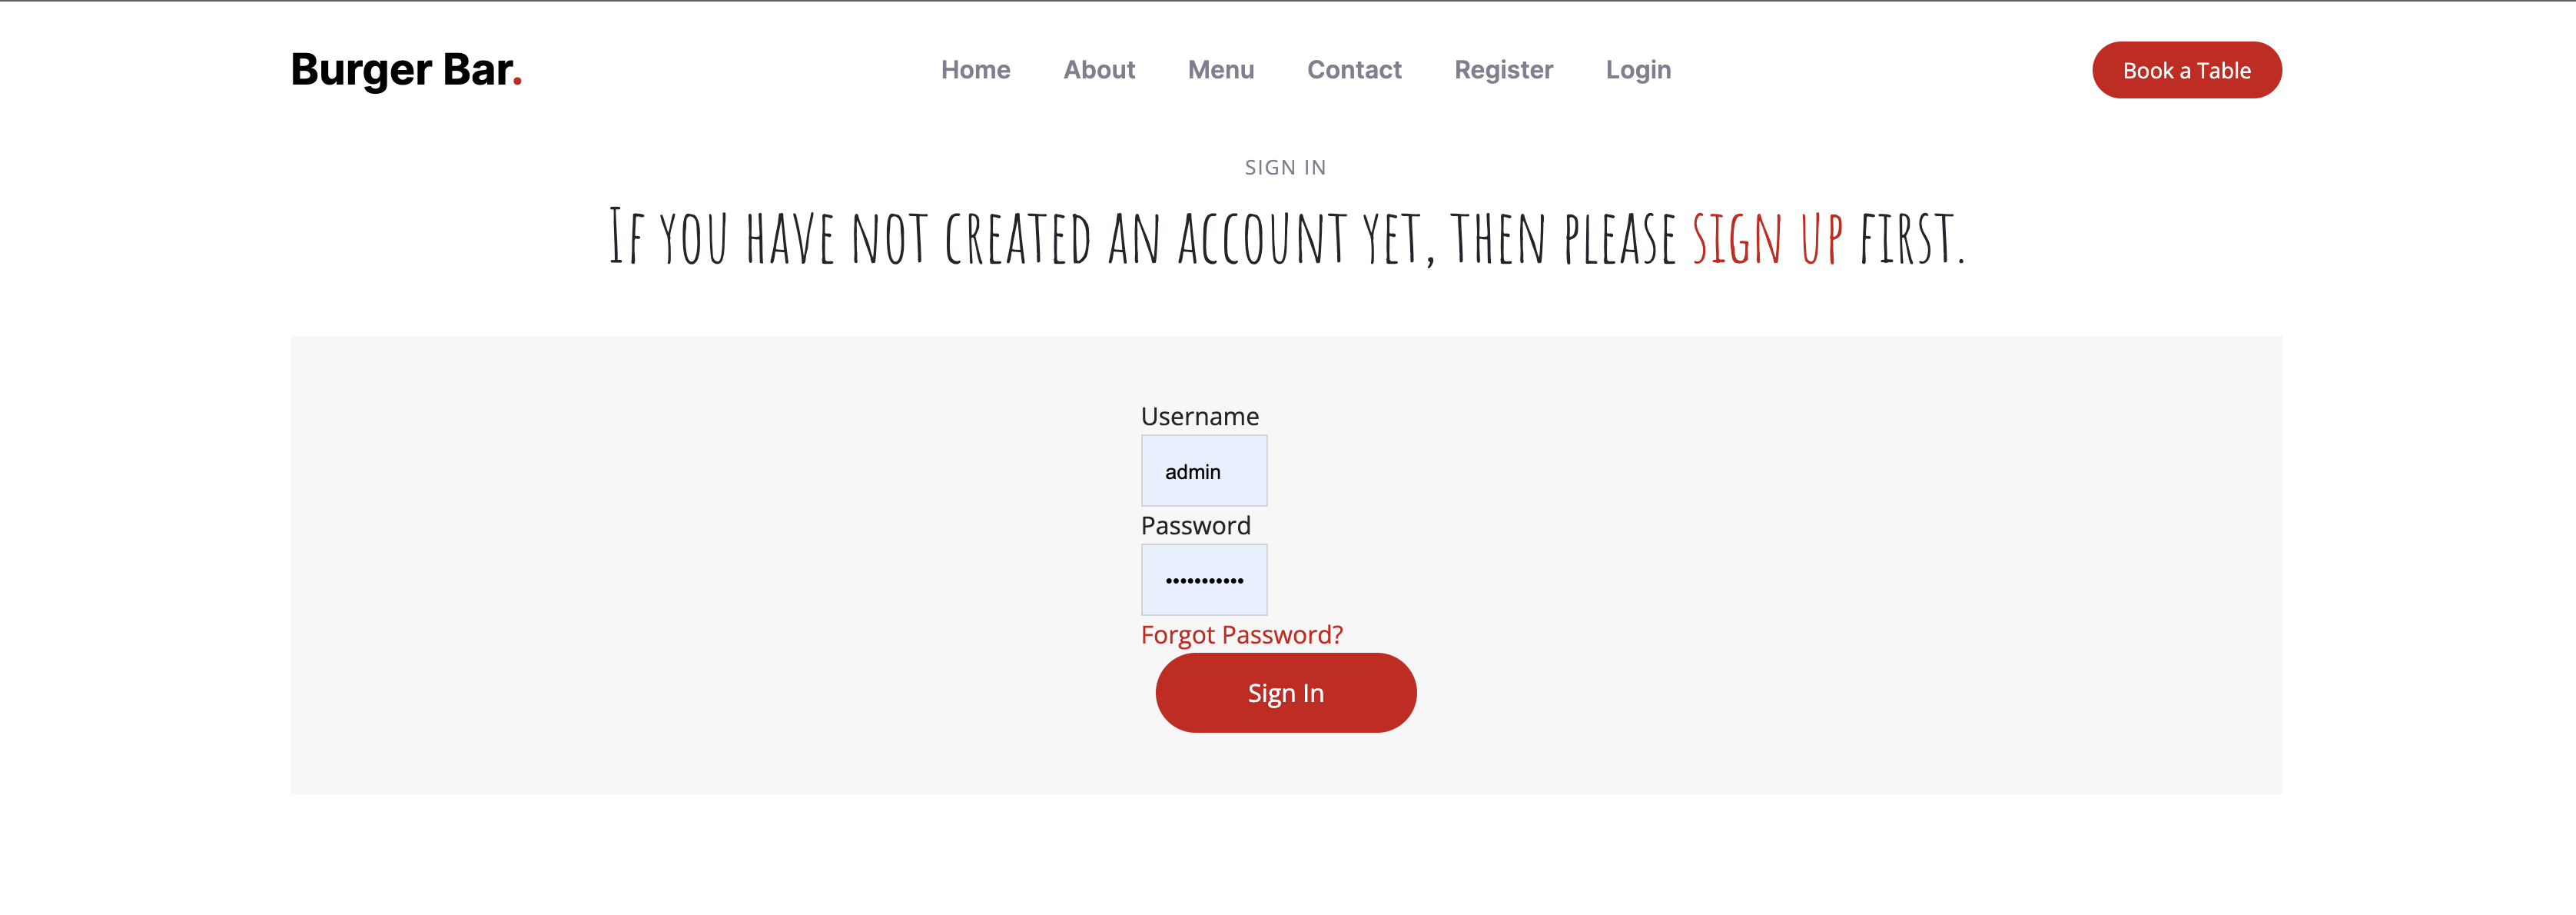 Burger Bar.
Home About Menu Contact Register Login
Book a Table
SIGN IN
If you have not created an account yet, then please sign up first.
Username
admin
Password
•••••••••••
Forgot Password?
Sign In